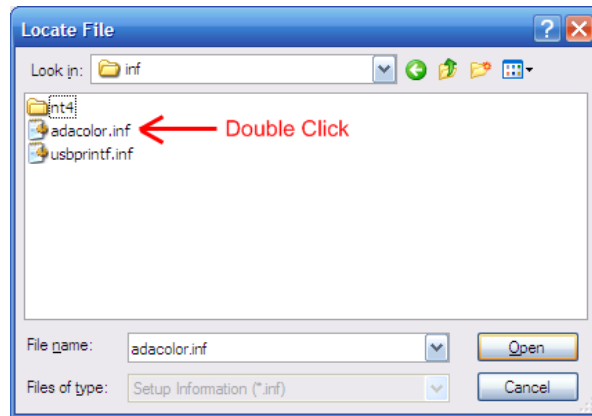 Locate File
Look in: inf
nt4
adacolor.inf Double Click
usbprintf.inf
File name: adacolor.inf Open
Files of type: Setup Information (*.inf) Cancel